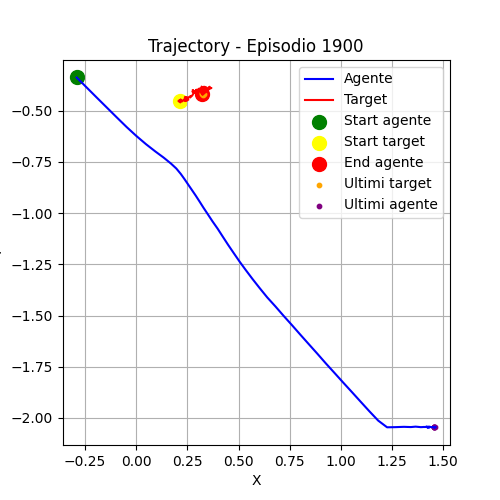 Trajectory - Episodio 1900
Agente
Target
Start agente
Start target
End agente
Ultimi target
Ultimi agente
−0.50
−0.75
−1.00
−1.25
−1.50
−1.75
−2.00
−0.25
0.00
0.25
0.50
0.75
1.00
1.25
1.50
X